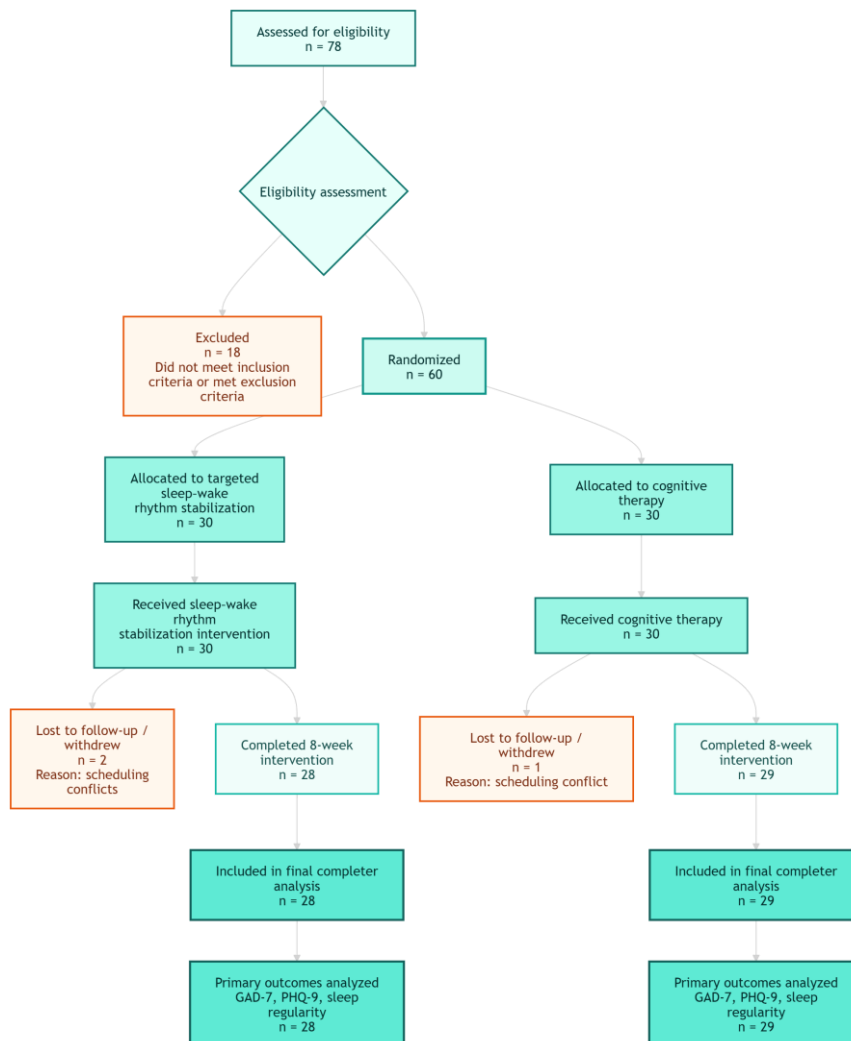 Assessed for eligibility
n = 78
Eligibility assessment
Excluded
n = 18
Did not meet inclusion
criteria or met exclusion
criteria
Randomized
n = 60
Allocated to targeted
sleep-wake
rhythm stabilization
n = 30
Allocated to cognitive
therapy
n = 30
Received sleep-wake
rhythm
stabilization intervention
n = 30
Received cognitive therapy
n = 30
Lost to follow-up /
withdrew
n = 2
Reason: scheduling
conflicts
Completed 8-week
intervention
n = 28
Lost to follow-up /
withdrew
n = 1
Reason: scheduling conflict
Completed 8-week
intervention
n = 29
Included in final completer
analysis
n = 28
Included in final completer
analysis
n = 29
Primary outcomes analyzed
GAD-7, PHQ-9, sleep
regularity
n = 28
Primary outcomes analyzed
GAD-7, PHQ-9, sleep
regularity
n = 29